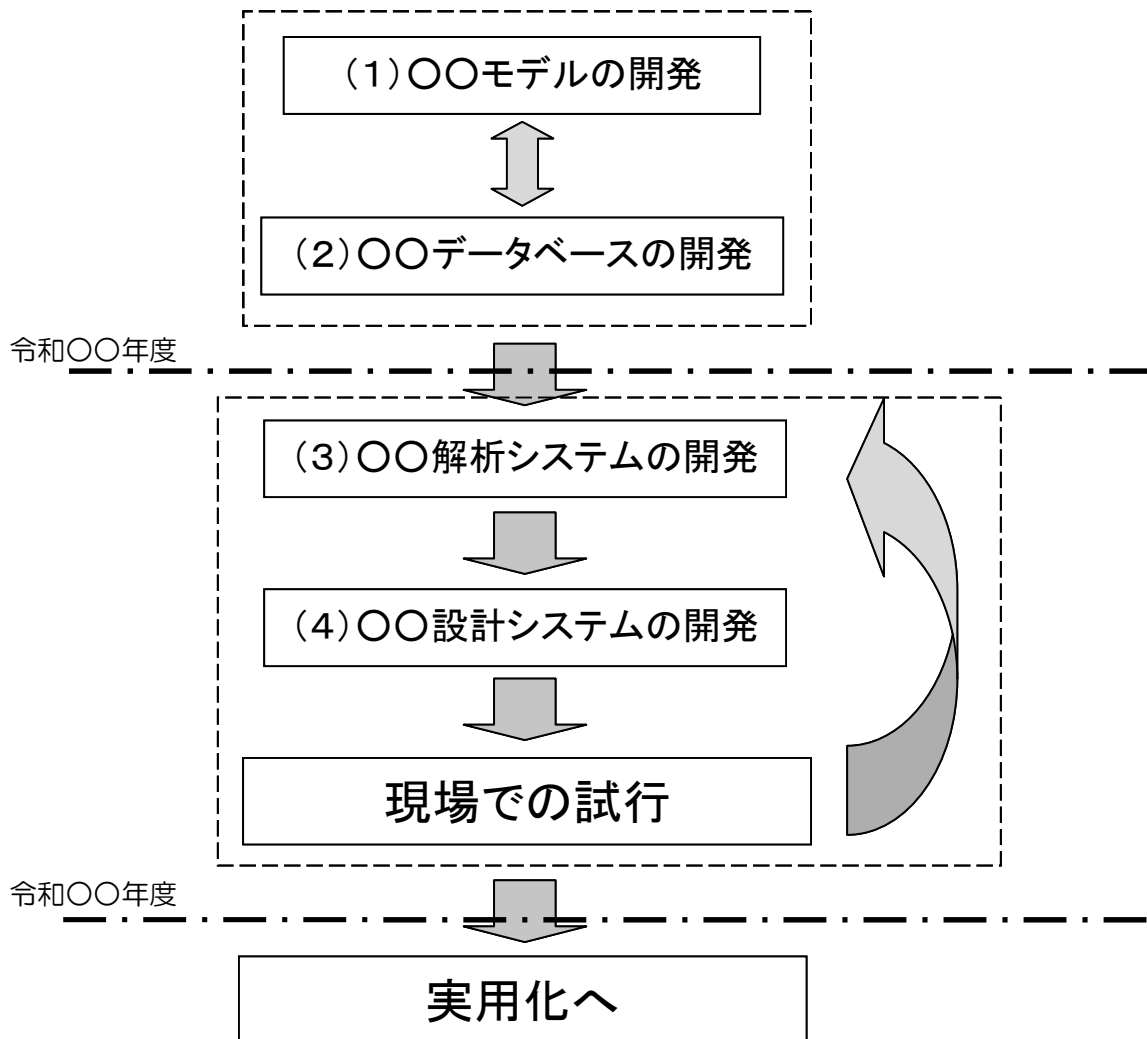 （１）〇〇モデルの開発
（２）〇〇データベースの開発
令和〇〇年度
（３）〇〇解析システムの開発
（４）〇〇設計システムの開発
現場での試行
令和〇〇年度
実用化へ